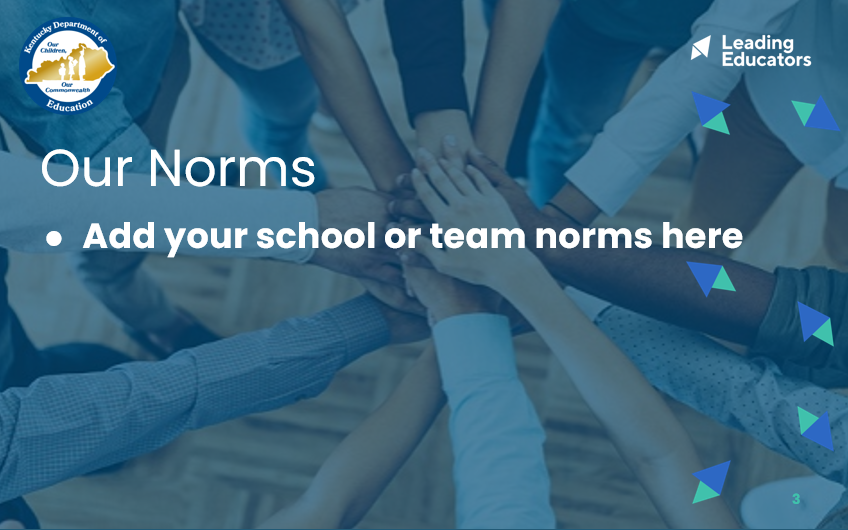 Kentucky Department of
Our
Children,
Our
Commonwealth
Education
Leading
Educators
Our Norms
● Add your school or team norms here
3